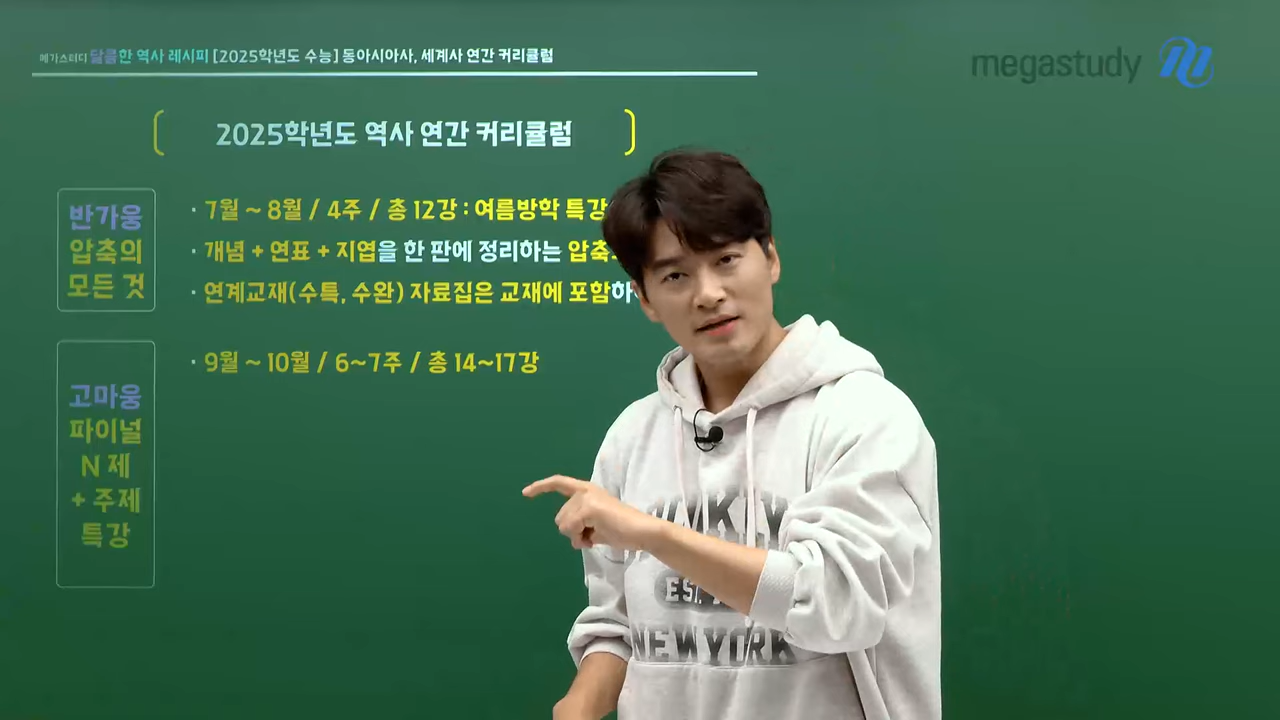 메가스터디 달콤한 역사 레시피 [2025학년도 수능] 동아시아사, 세계사 연간 커리큘럼
megastudy
2025학년도 역사 연간 커리큘럼
반가웅
압축의
모든 것
· 7월 ~ 8월 / 4주 / 총 12강 : 여름방학 특강
· 개념 + 연표 + 지엽을 한 판에 정리하는 압축
· 연계교재(수특, 수완) 자료집은 교재에 포함하
고마웅
파이널
N 제
+ 주제
특강
· 9월 ~ 10월 / 6~7주 / 총 14~17강
EST.
NEW YORK